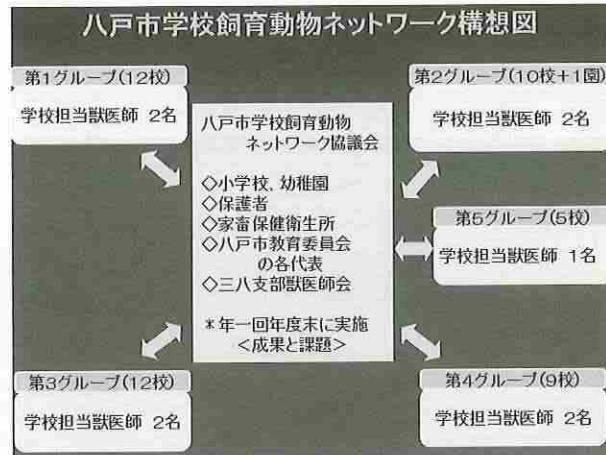 八戸市学校飼育動物ネットワーク構想図
第1グループ(12校)
学校担当獣医師 2名
第2グループ(10校+1園)
学校担当獣医師 2名
八戸市学校飼育動物
ネットワーク協議会
◇小学校、幼稚園
◇保護者
◇家畜保健衛生所
◇八戸市教育委員会
の各代表
◇三八支部獣医師会
*年一回年度末に実施
<成果と課題>
第5グループ(5校)
学校担当獣医師 1名
第3グループ(12校)
学校担当獣医師 2名
第4グループ(9校)
学校担当獣医師 2名